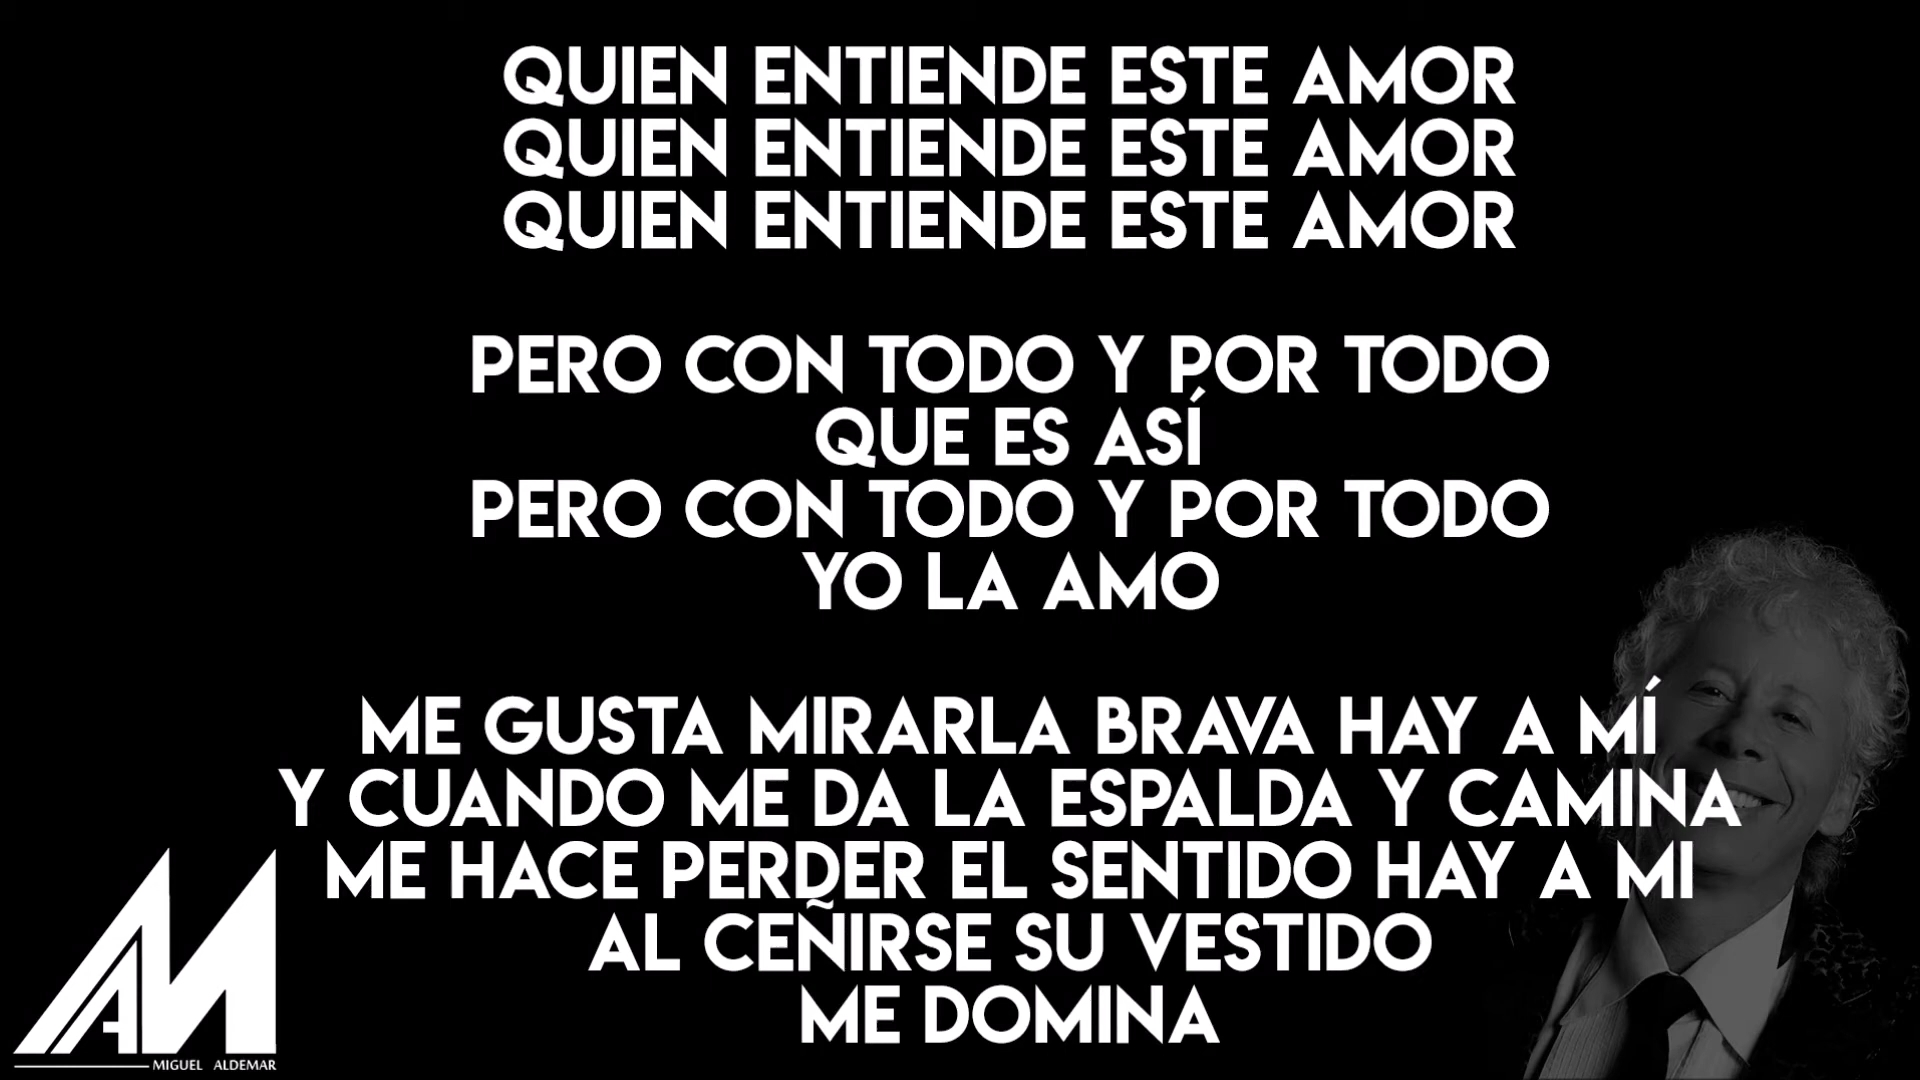 QUIEN ENTIENDE ESTE AMOR
QUIEN ENTIENDE ESTE AMOR
QUIEN ENTIENDE ESTE AMOR
PERO CON TODO Y POR TODO
QUE ES ASÍ
PERO CON TODO Y POR TODO
YO LA AMO
ME GUSTA MIRARLA BRAVA HAY A MÍ
Y CUANDO ME DA LA ESPALDA Y CAMINA
ME HACE PERDER EL SENTIDO HAY A MI
AL CEÑIRSE SU VESTIDO
ME DOMINA
AM
MIGUEL ALDEMAR